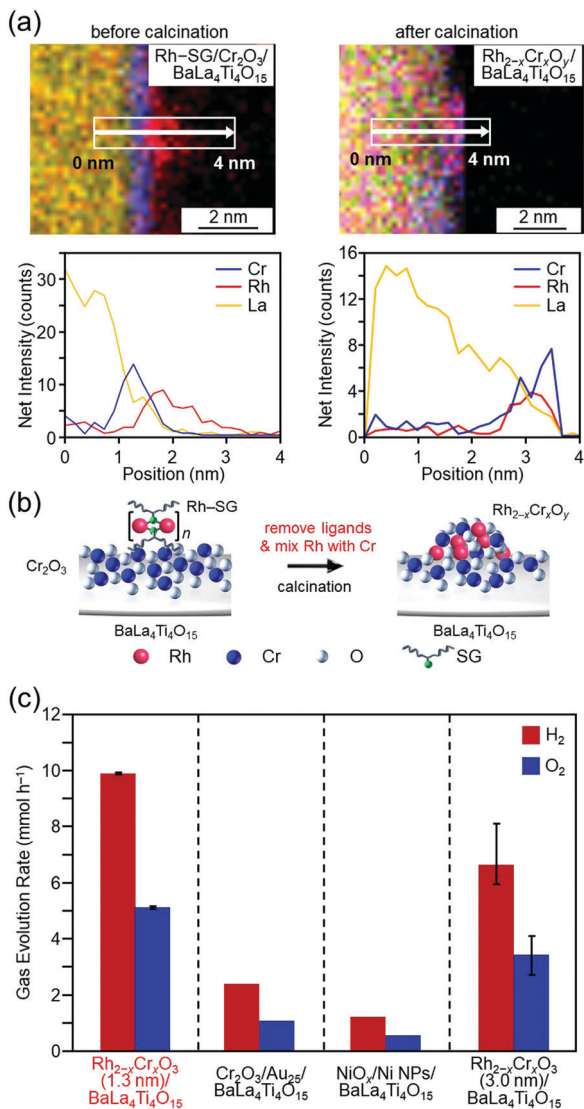 (a)
before calcination
after calcination
Rh–SG/Cr₂O₃/
BaLa₄Ti₄O₁₅
0 nm
4 nm
2 nm
Rh₂₋ₓCrₓOᵧ/
BaLa₄Ti₄O₁₅
0 nm
4 nm
2 nm
Net Intensity (counts)
30
20
10
0
Cr
Rh
La
0 1 2 3 4
Position (nm)
Net Intensity (counts)
16
12
8
4
0
Cr
Rh
La
0 1 2 3 4
Position (nm)
(b)
Rh–SG
n
Cr₂O₃
BaLa₄Ti₄O₁₅
remove ligands
& mix Rh with Cr
calcination
Rh₂₋ₓCrₓOᵧ
BaLa₄Ti₄O₁₅
Rh Cr O SG
(c)
Gas Evolution Rate (mmol h⁻¹)
12
10
8
6
4
2
0
H₂
O₂
Rh₂₋ₓCrₓO₃
(1.3 nm)/
BaLa₄Ti₄O₁₅
Cr₂O₃/Au₂₅/
BaLa₄Ti₄O₁₅
NiOₓ/Ni NPs/
BaLa₄Ti₄O₁₅
Rh₂₋ₓCrₓO₃
(3.0 nm)/
BaLa₄Ti₄O₁₅